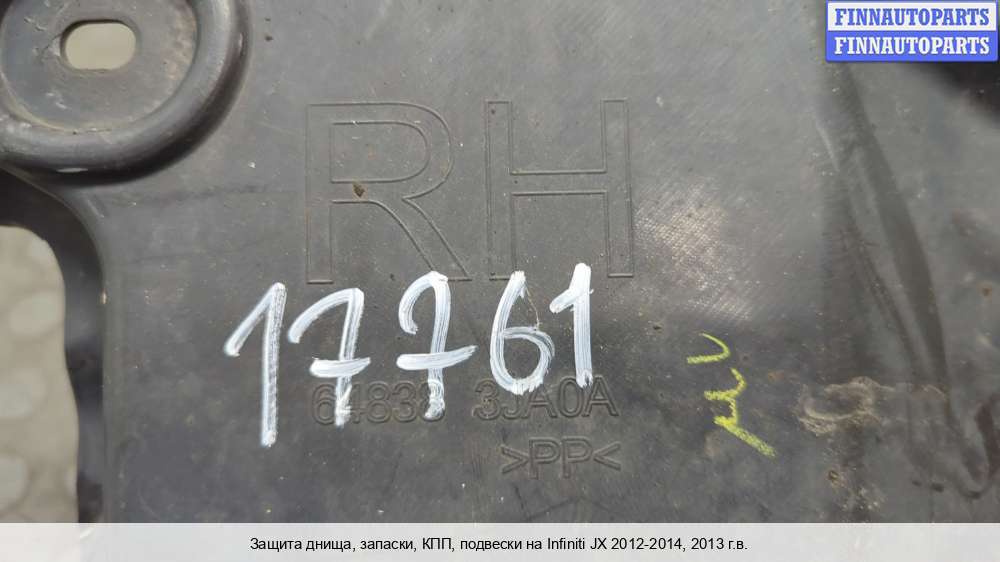 FINNAUTOPARTS
FINNAUTOPARTS
RH
17761
3JA0A
>PP<
Защита днища, запаски, КПП, подвески на Infiniti JX 2012-2014, 2013 г.в.